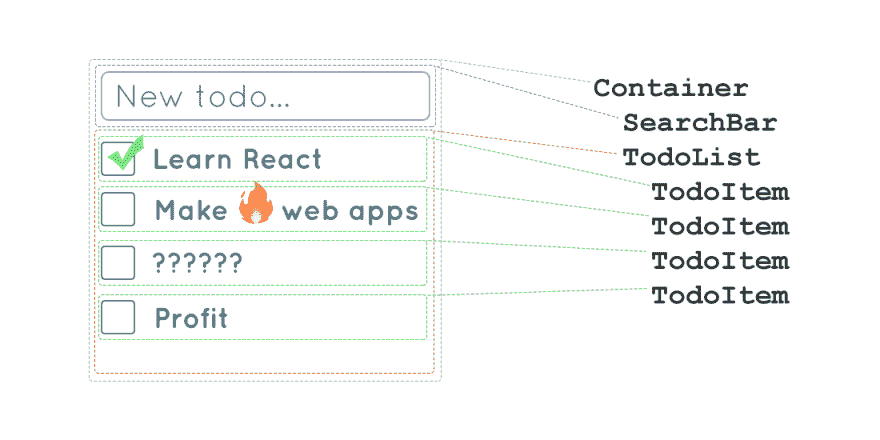 New todo...
Learn React
Make 🔥 web apps
??????
Profit
Container
SearchBar
TodoList
TodoItem
TodoItem
TodoItem
TodoItem